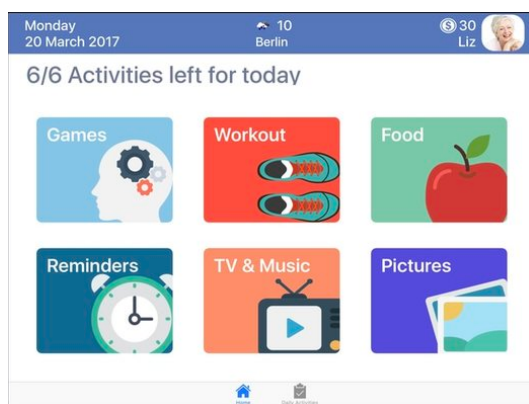 Monday
10
30
20 March 2017
Berlin
Liz
6/6 Activities left for today
Games
Workout
Food
Reminders
TV & Music
Pictures
Home
Daily Activities